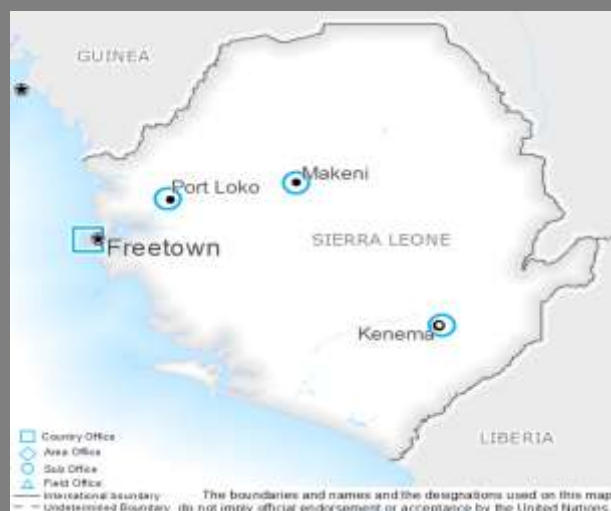 GUINEA
Makeni
Port Loko
SIERRA LEONE
Freetown
Kenema
LIBERIA
Country Office
Area Office
Sub Office
Field Office
International boundary
Undetermined Boundary
The boundaries and names and the designations used on this map
do not imply official endorsement or acceptance by the United Nations.